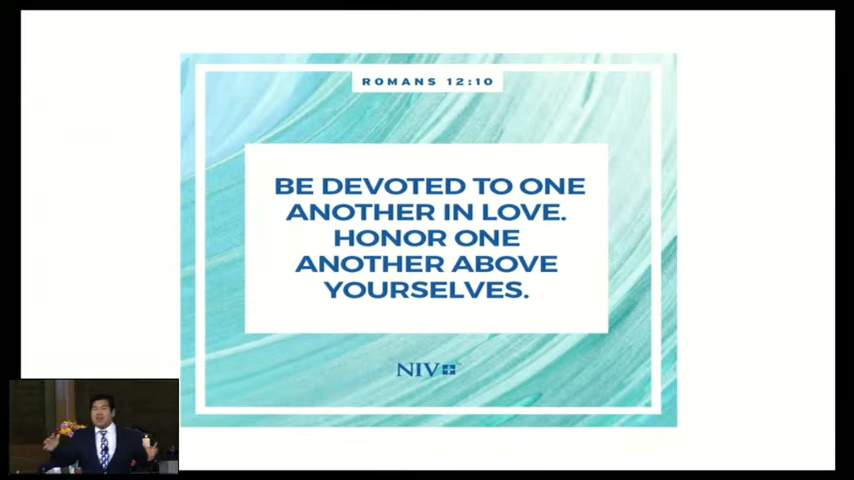 ROMANS 12:10
BE DEVOTED TO ONE
ANOTHER IN LOVE.
HONOR ONE
ANOTHER ABOVE
YOURSELVES.
NIV